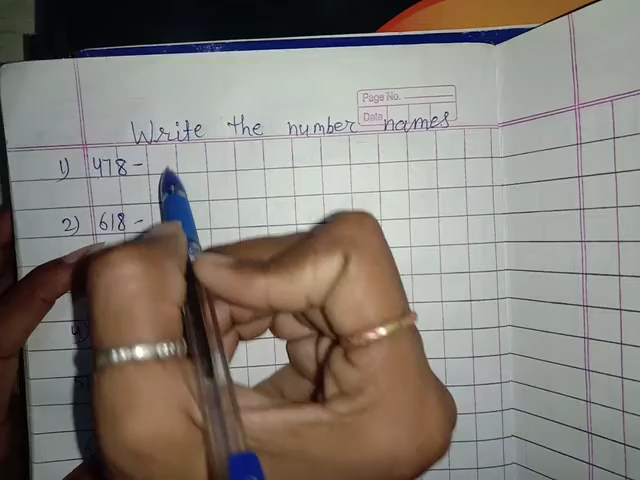 Page No.
Date
Write the number names
1) 478 -
2) 618 -